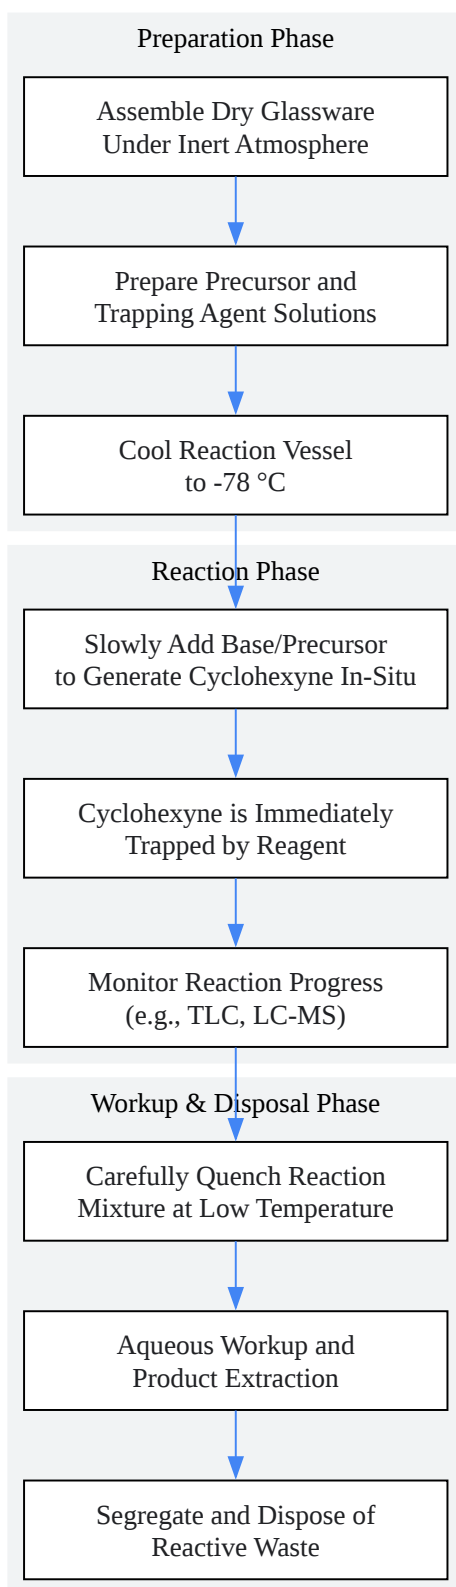 Preparation Phase
Assemble Dry Glassware
Under Inert Atmosphere
Prepare Precursor and
Trapping Agent Solutions
Cool Reaction Vessel
to -78 °C
Reaction Phase
Slowly Add Base/Precursor
to Generate Cyclohexyne In-Situ
Cyclohexyne is Immediately
Trapped by Reagent
Monitor Reaction Progress
(e.g., TLC, LC-MS)
Workup & Disposal Phase
Carefully Quench Reaction
Mixture at Low Temperature
Aqueous Workup and
Product Extraction
Segregate and Dispose of
Reactive Waste